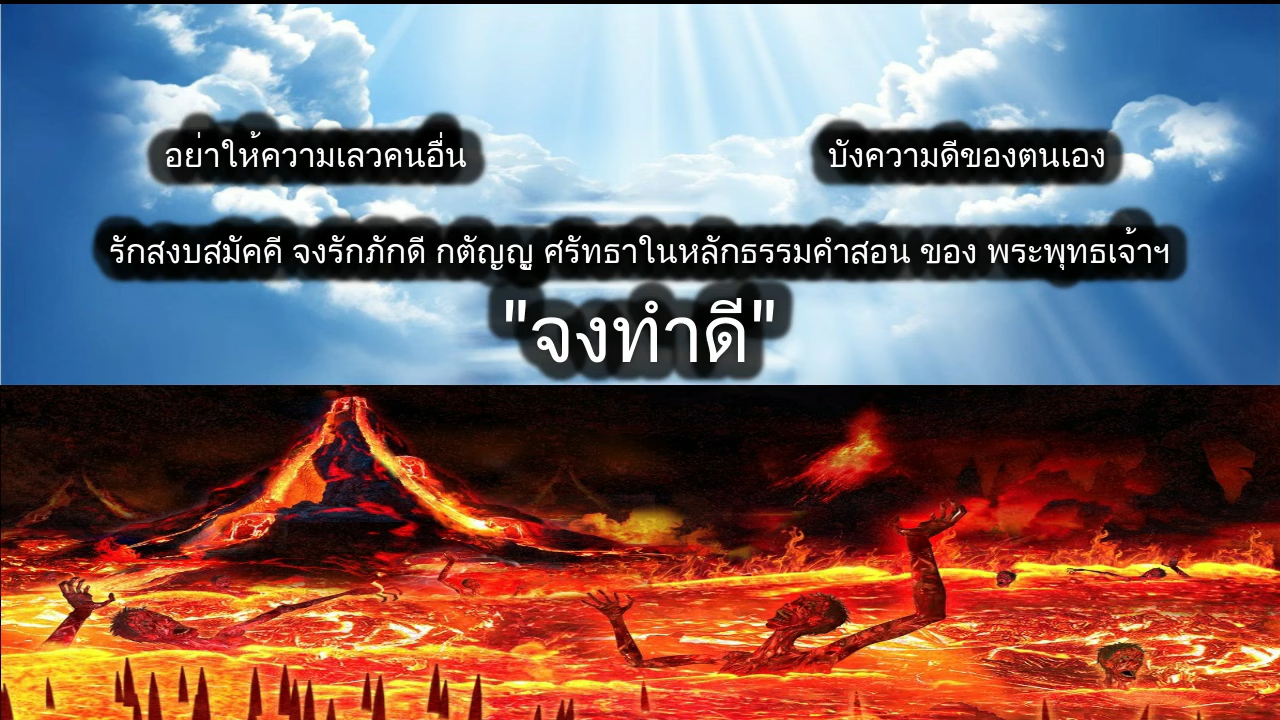 อย่าให้ความเลวคนอื่น บังความดีของตนเอง
รักสงบสมัคคี จงรักภักดี กตัญญู ศรัทธาในหลักธรรมคำสอน ของ พระพุทธเจ้าฯ
"จงทำดี"